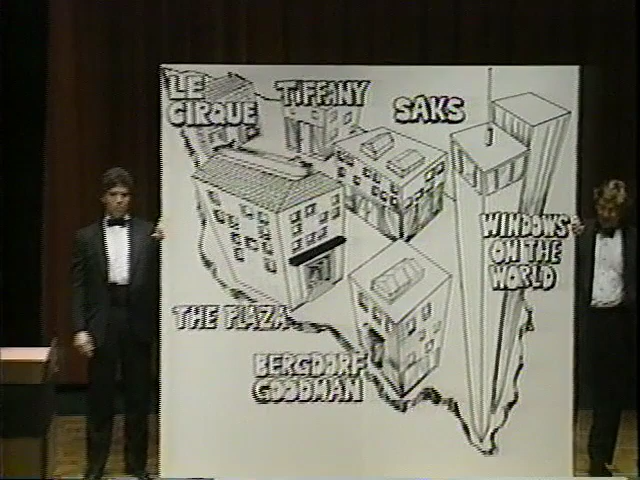 LE
CIRQUE
TIFFANY
SAKS
WINDOWS
ON THE
WORLD
THE PLAZA
BERGDORF
GOODMAN